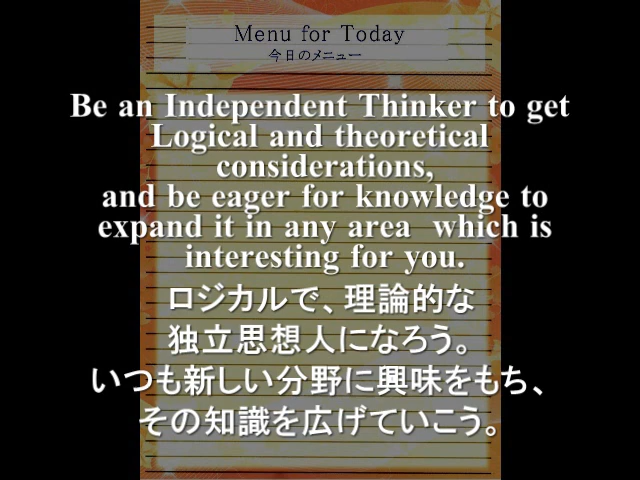 Menu for Today
今日のメニュー
Be an Independent Thinker to get
Logical and theoretical
considerations,
and be eager for knowledge to
expand it in any area which is
interesting for you.
ロジカルで、理論的な
独立思想人になろう。
いつも新しい分野に興味をもち、
その知識を広げていこう。